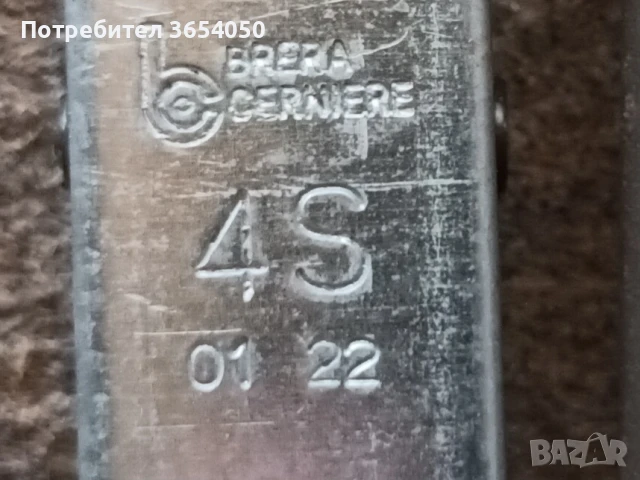 Потребител 3654050
BRERA
CERNIERE
4S
01 22
BAZAR